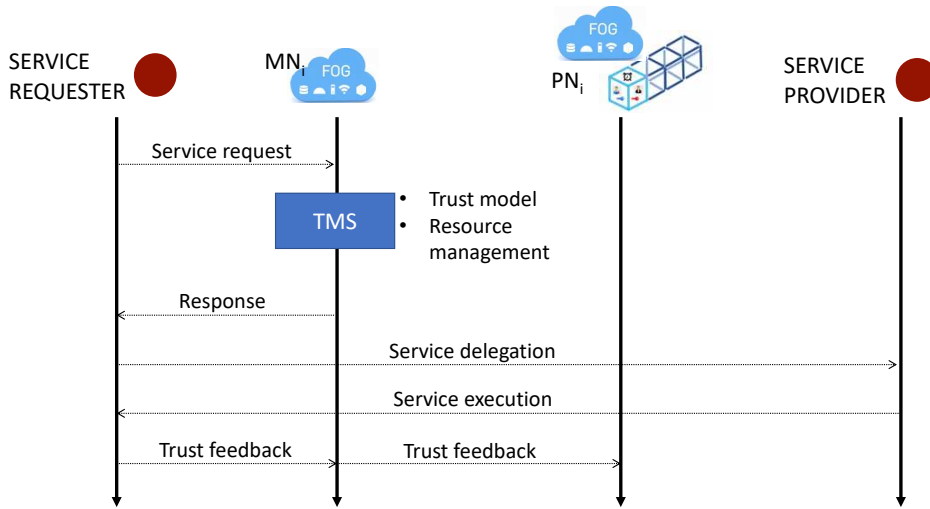 SERVICE
REQUESTER
MNi
FOG
FOG
PNi
SERVICE
PROVIDER
Service request
TMS
• Trust model
• Resource
management
Response
Service delegation
Service execution
Trust feedback
Trust feedback